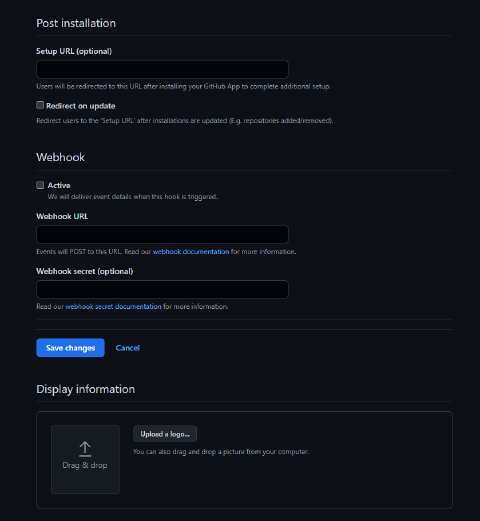 Post installation
Setup URL (optional)
Users will be redirected to this URL after installing your GitHub App to complete additional setup.
Redirect on update
Redirect users to the 'Setup URL' after installations are updated (E.g. repositories added/removed).
Webhook
Active
We will deliver event details when this hook is triggered.
Webhook URL
Events will POST to this URL. Read our webhook documentation for more information.
Webhook secret (optional)
Read our webhook secret documentation for more information.
Save changes Cancel
Display information
Upload a logo...
You can also drag and drop a picture from your computer.
Drag & drop